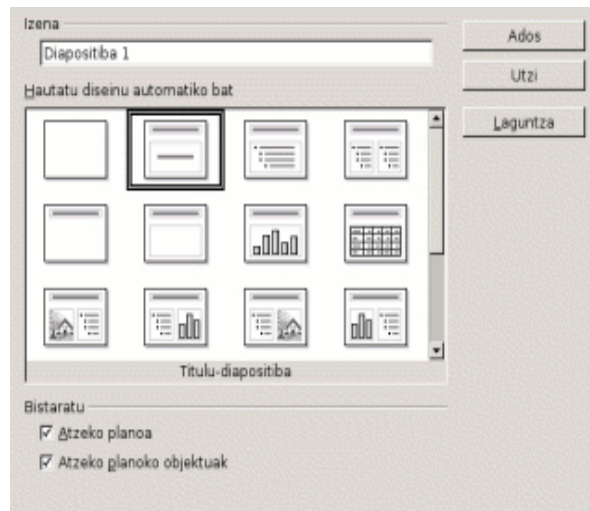 Izena
Diapositiba 1
Hautatu diseinu automatiko bat
Titulu-diapositiba
Bistaratu
Atzeko planoa
Atzeko planoko objektuak
Ados
Utzi
Laguntza